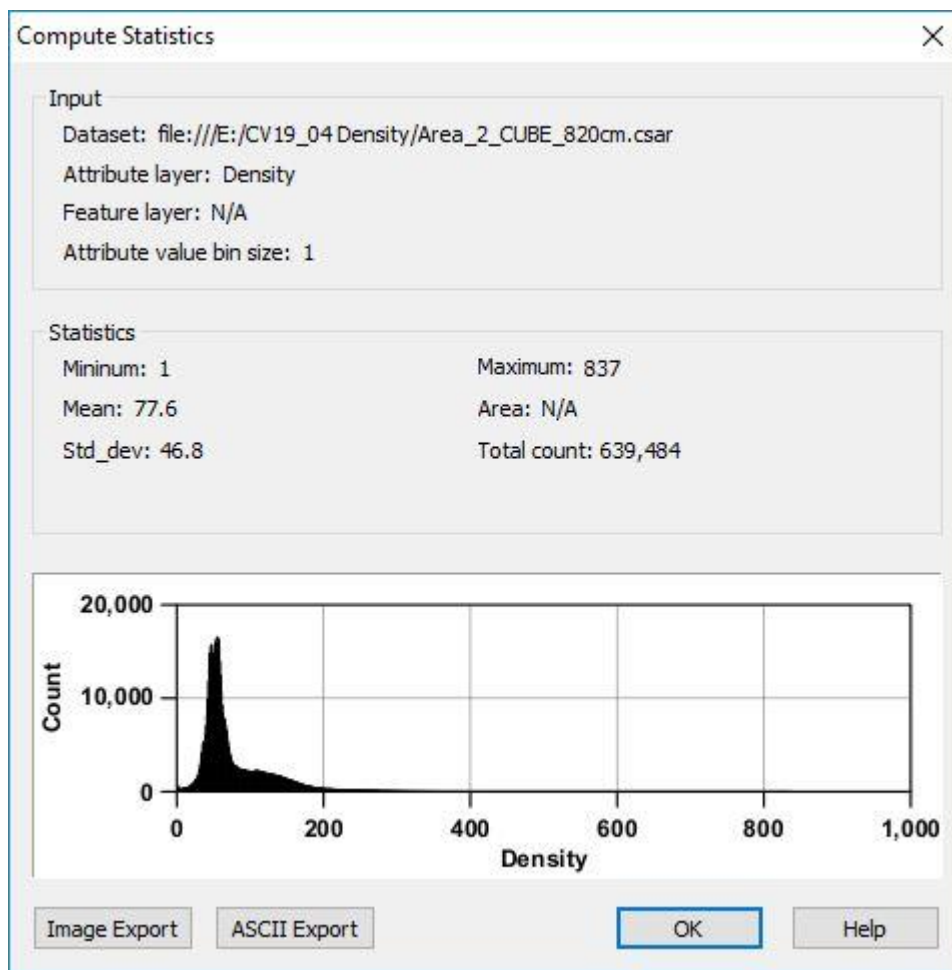 Compute Statistics
Input
Dataset: file:///E:/CV19_04 Density/Area_2_CUBE_820cm.csar
Attribute layer: Density
Feature layer: N/A
Attribute value bin size: 1
Statistics
Mininum: 1
Maximum: 837
Mean: 77.6
Area: N/A
Std_dev: 46.8
Total count: 639,484
20,000
10,000
0
Count
0 200 400 600 800 1,000
Density
Image Export
ASCII Export
OK
Help